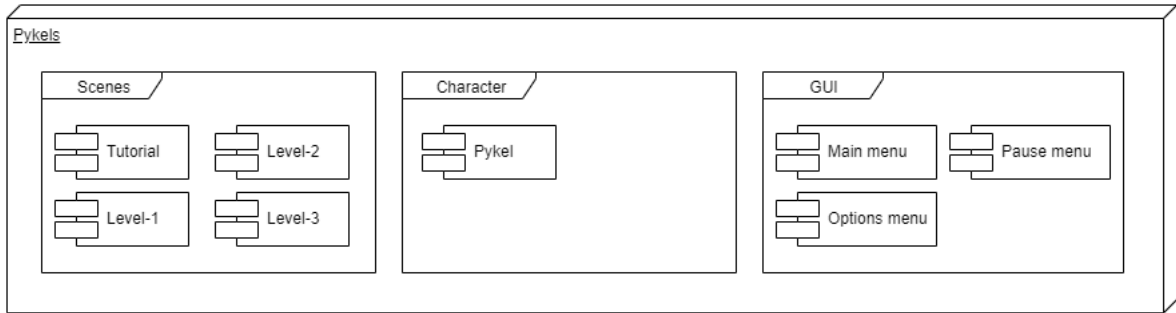 Pykels
Scenes
Tutorial
Level-2
Level-1
Level-3
Character
Pykel
GUI
Main menu
Pause menu
Options menu